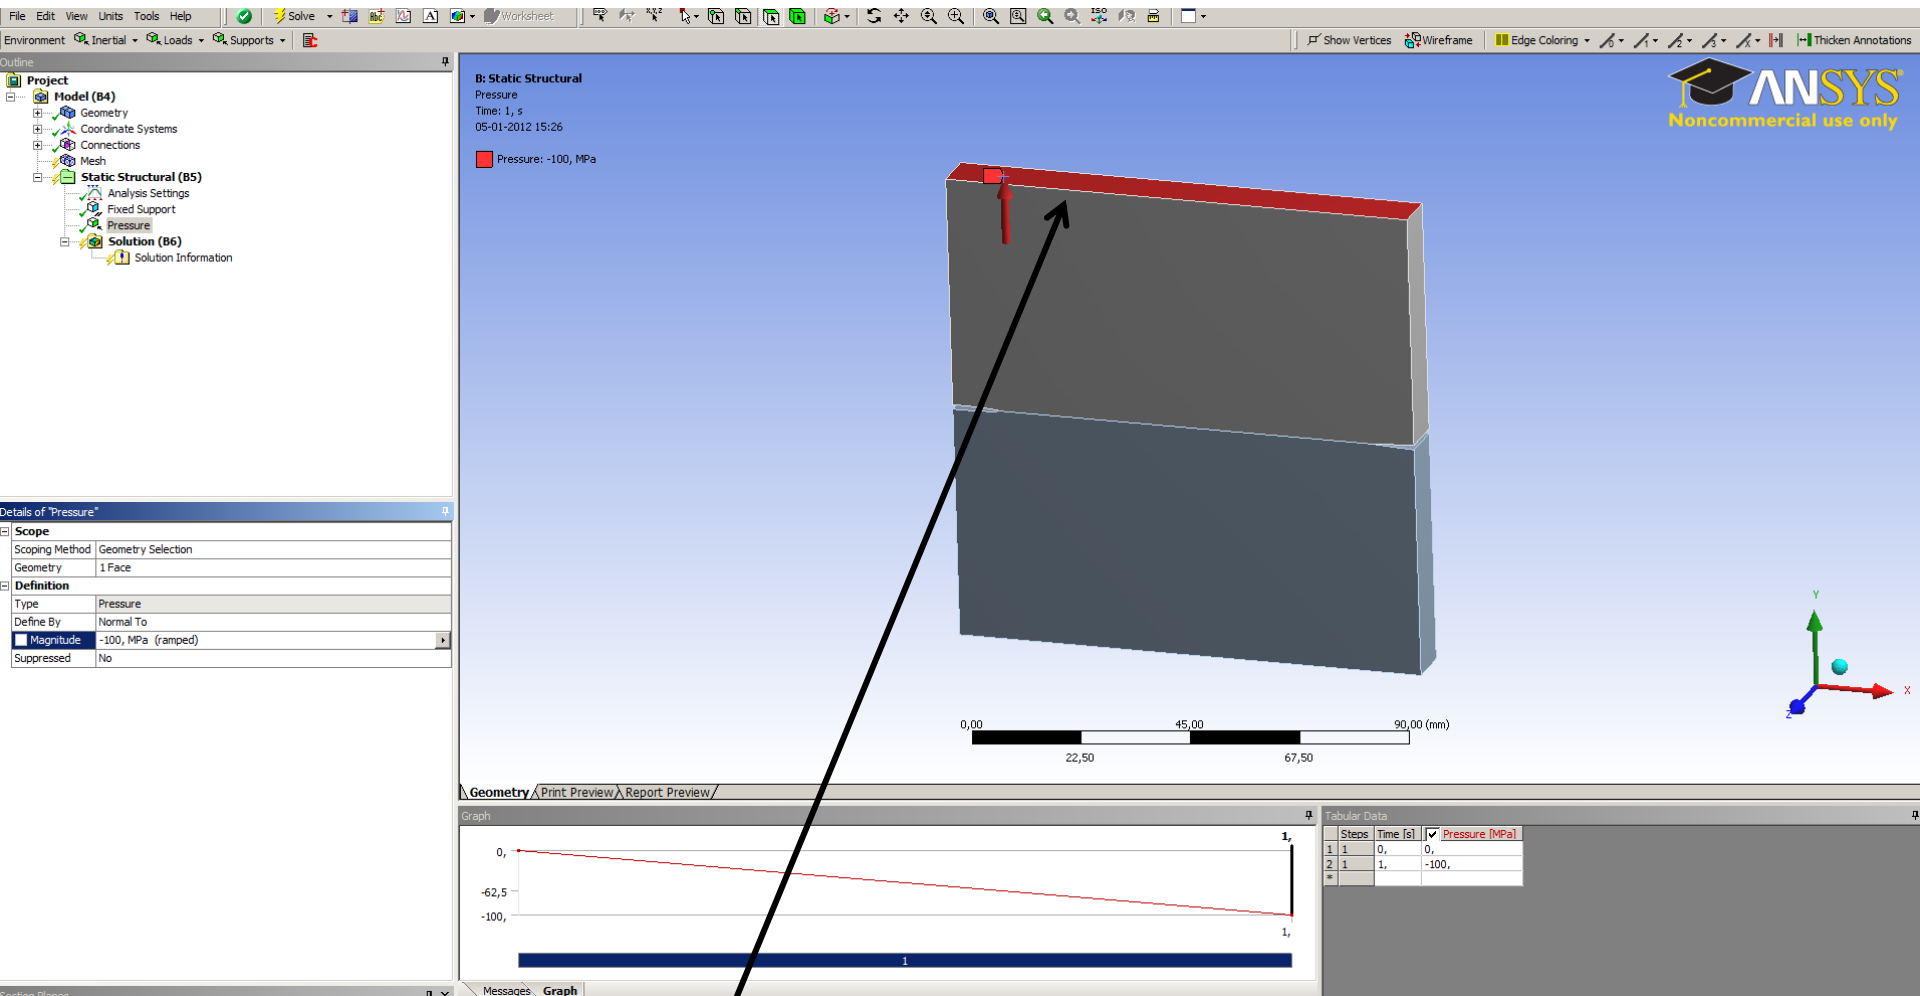 File Edit View Units Tools Help Solve Worksheet
Environment Inertial Loads Supports Show Vertices Wireframe Edge Coloring Thicken Annotations
Outline
Project
Model (B4)
Geometry
Coordinate Systems
Connections
Mesh
Static Structural (B5)
Analysis Settings
Fixed Support
Pressure
Solution (B6)
Solution Information
Details of "Pressure"
Scope
Scoping Method Geometry Selection
Geometry 1 Face
Definition
Type Pressure
Define By Normal To
Magnitude -100, MPa (ramped)
Suppressed No
Section Planes
B: Static Structural
Pressure
Time: 1, s
05-01-2012 15:26
Pressure: -100, MPa
ANSYS
Noncommercial use only
Y
X
Z
0,00 45,00 90,00 (mm)
22,50 67,50
Geometry Print Preview Report Preview
Graph
1,
0,
-62,5
-100,
1,
1
Messages Graph
Tabular Data
Steps Time [s] Pressure [MPa]
1 1 0, 0,
2 1 1, -100,
*